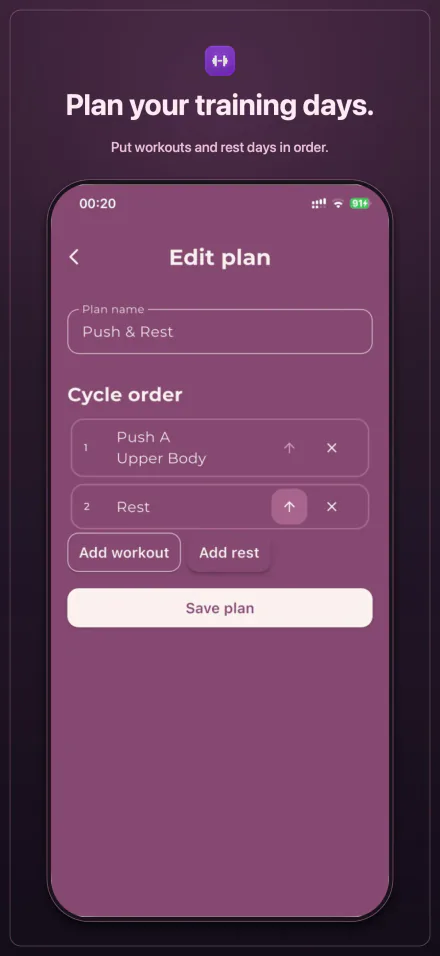 Plan your training days.
Put workouts and rest days in order.
00:20
91
Edit plan
Plan name
Push & Rest
Cycle order
1
Push A
Upper Body
2
Rest
Add workout
Add rest
Save plan